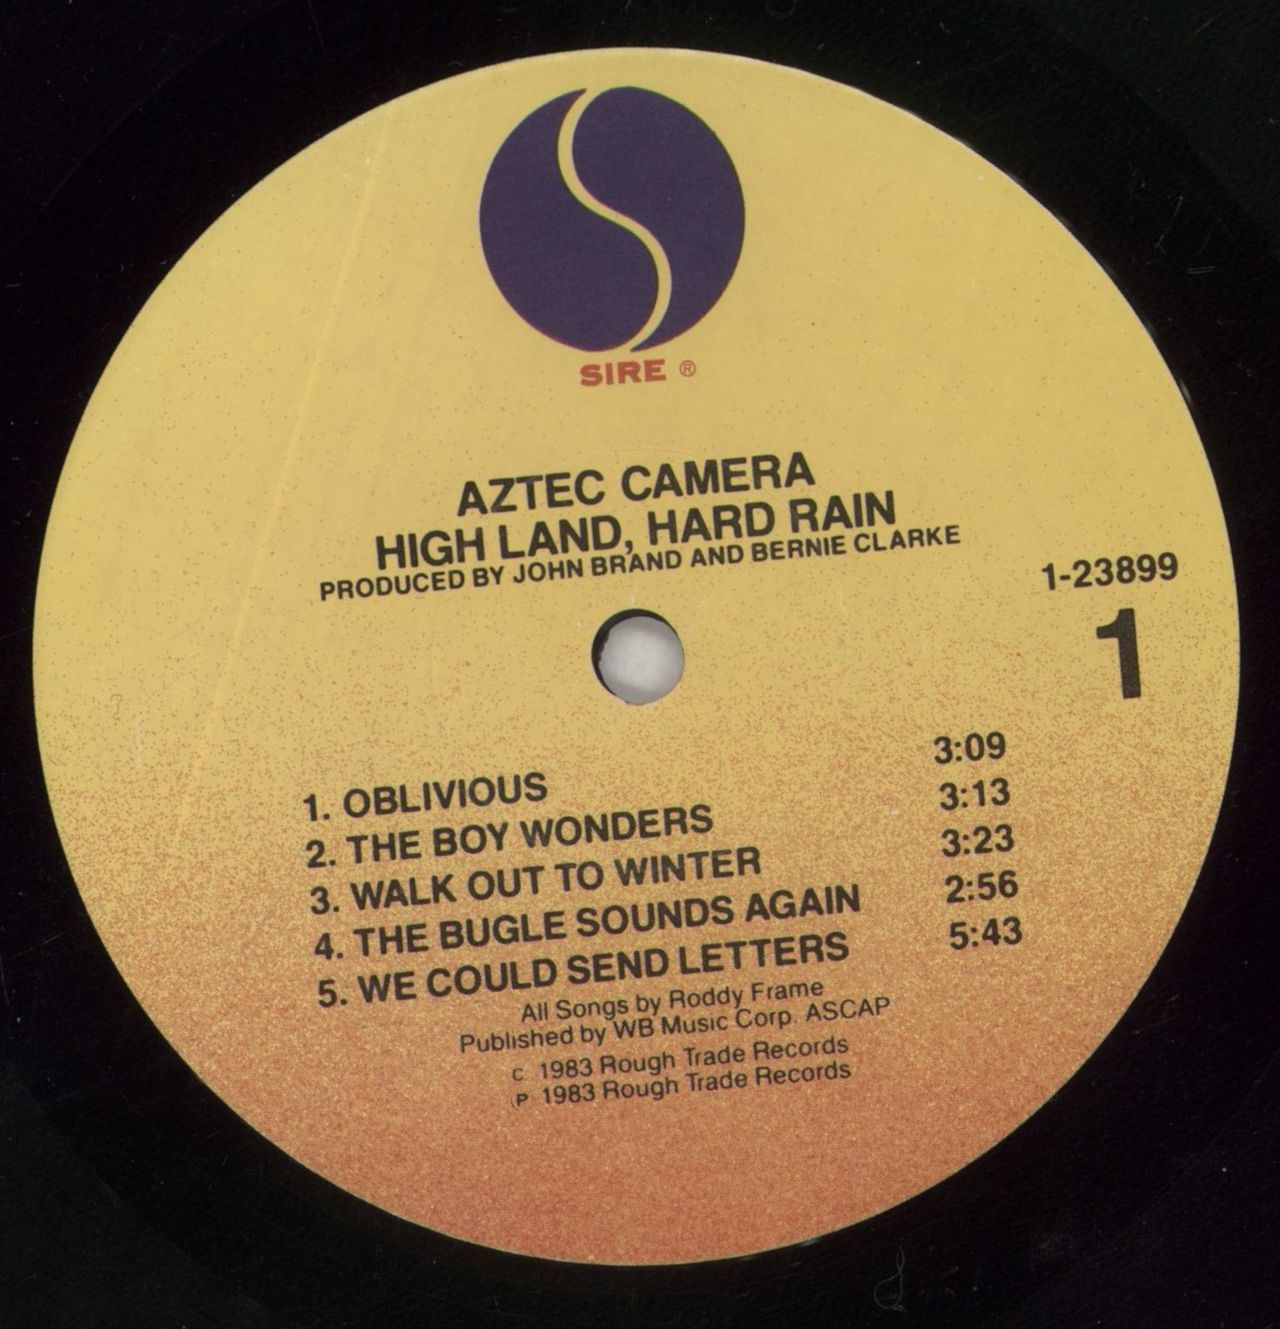 SIRE ®
AZTEC CAMERA
HIGH LAND, HARD RAIN
PRODUCED BY JOHN BRAND AND BERNIE CLARKE
1-23899
1
1. OBLIVIOUS 3:09
2. THE BOY WONDERS 3:13
3. WALK OUT TO WINTER 3:23
4. THE BUGLE SOUNDS AGAIN 2:56
5. WE COULD SEND LETTERS 5:43
All Songs by Roddy Frame
Published by WB Music Corp. ASCAP
C 1983 Rough Trade Records
P 1983 Rough Trade Records